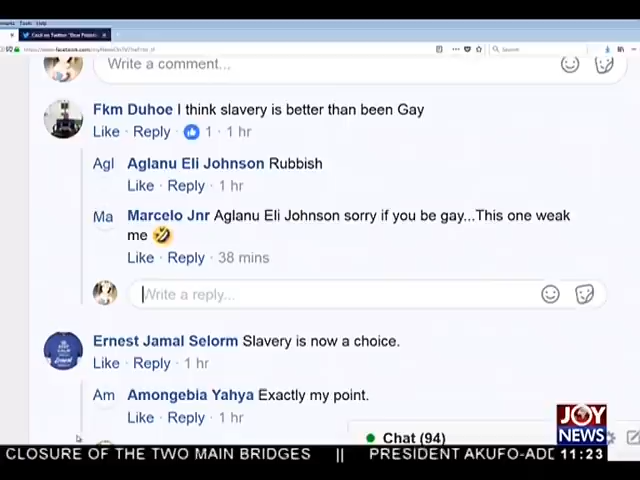 Tools Help
Write a comment...
Fkm Duhoe I think slavery is better than been Gay
Like · Reply · 1 · 1 hr
Agl Aglanu Eli Johnson Rubbish
Like · Reply · 1 hr
Ma Marcelo Jnr Aglanu Eli Johnson sorry if you be gay...This one weak
me 🤣
Like · Reply · 38 mins
Write a reply...
Ernest Jamal Selorm Slavery is now a choice.
Like · Reply · 1 hr
Am Amongebia Yahya Exactly my point.
Like · Reply · 1 hr
Chat (94)
JOY
NEWS
CLOSURE OF THE TWO MAIN BRIDGES || PRESIDENT AKUFO-ADD 11:23